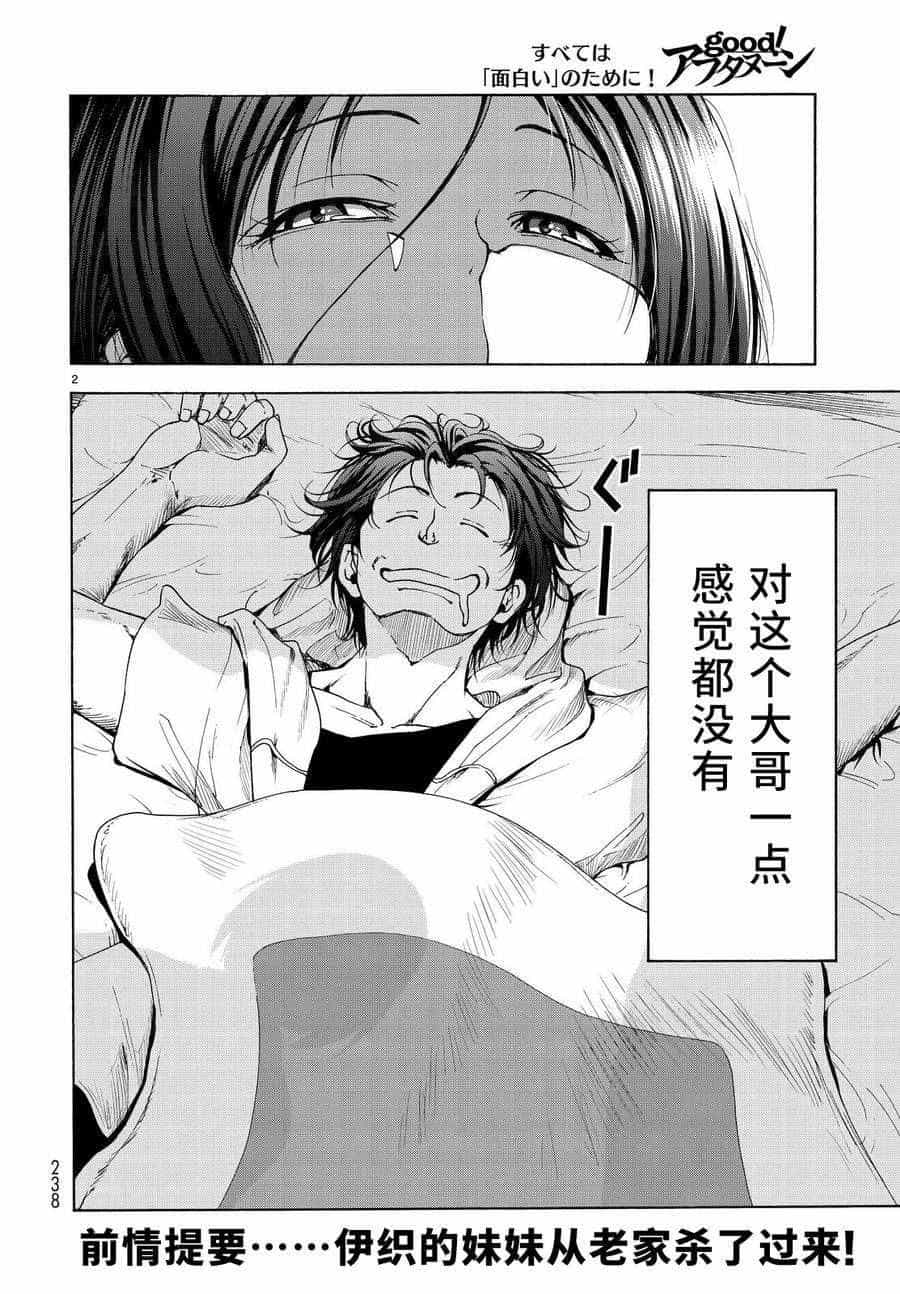 すべては
「面白い」のために！
good!
アフタヌーン
2
ぐー
对这个大哥一点
感觉都没有
238
前情提要……伊织的妹妹从老家杀了过来!